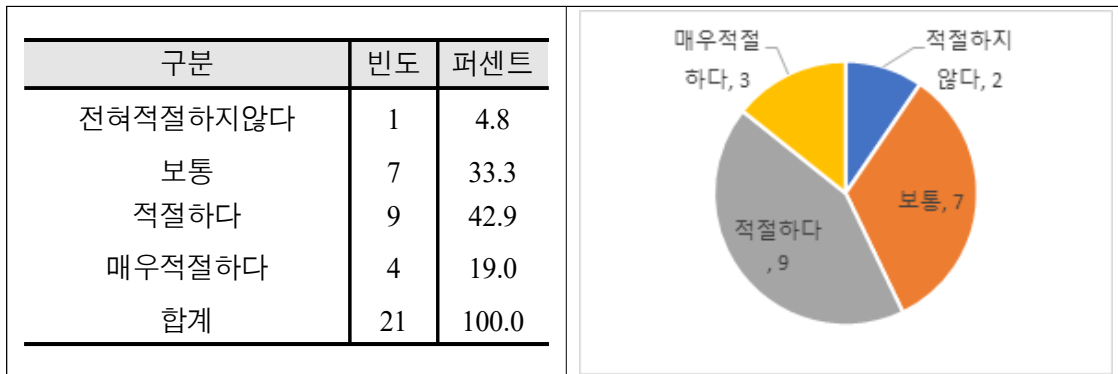 구분 빈도 퍼센트
전혀적절하지않다 1 4.8
보통 7 33.3
적절하다 9 42.9
매우적절하다 4 19.0
합계 21 100.0
매우적절
하다, 3
적절하지
않다, 2
보통, 7
적절하다
, 9